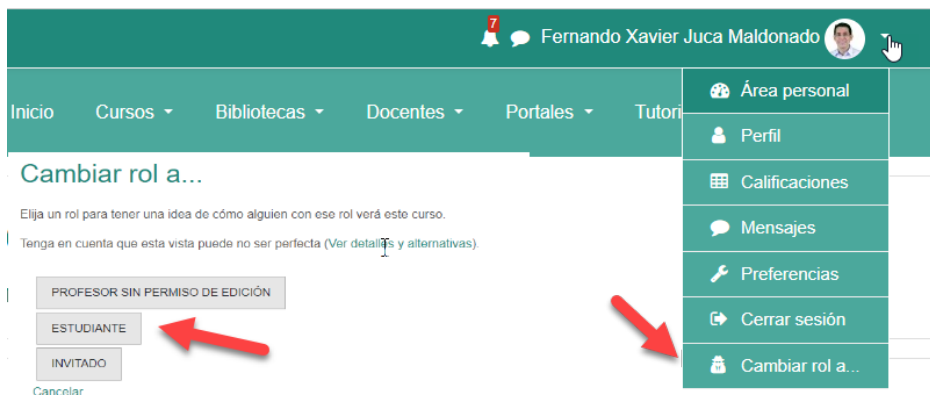 7
Fernando Xavier Juca Maldonado
Inicio Cursos Bibliotecas Docentes Portales Tutori
Área personal
Perfil
Calificaciones
Mensajes
Preferencias
Cerrar sesión
Cambiar rol a...
Cambiar rol a...
Elija un rol para tener una idea de cómo alguien con ese rol verá este curso.
Tenga en cuenta que esta vista puede no ser perfecta (Ver detalles y alternativas).
PROFESOR SIN PERMISO DE EDICIÓN
ESTUDIANTE
INVITADO
Cancelar